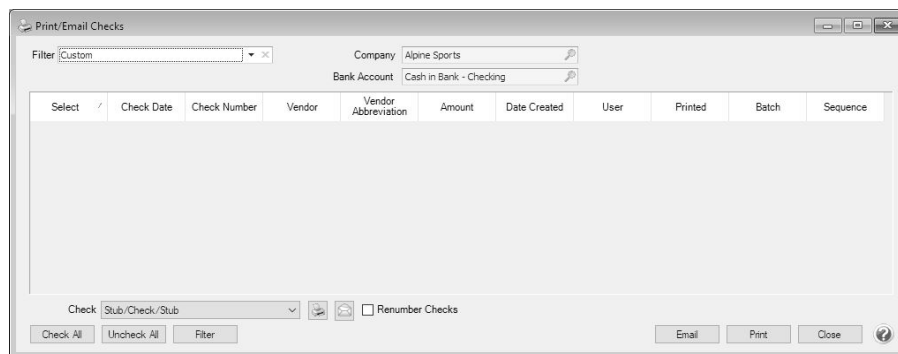 Print/Email Checks
Filter Custom Company Alpine Sports
Bank Account Cash in Bank - Checking
Select Check Date Check Number Vendor Vendor Abbreviation Amount Date Created User Printed Batch Sequence
Check Stub/Check/Stub Renumber Checks
Check All Uncheck All Filter Email Print Close ?